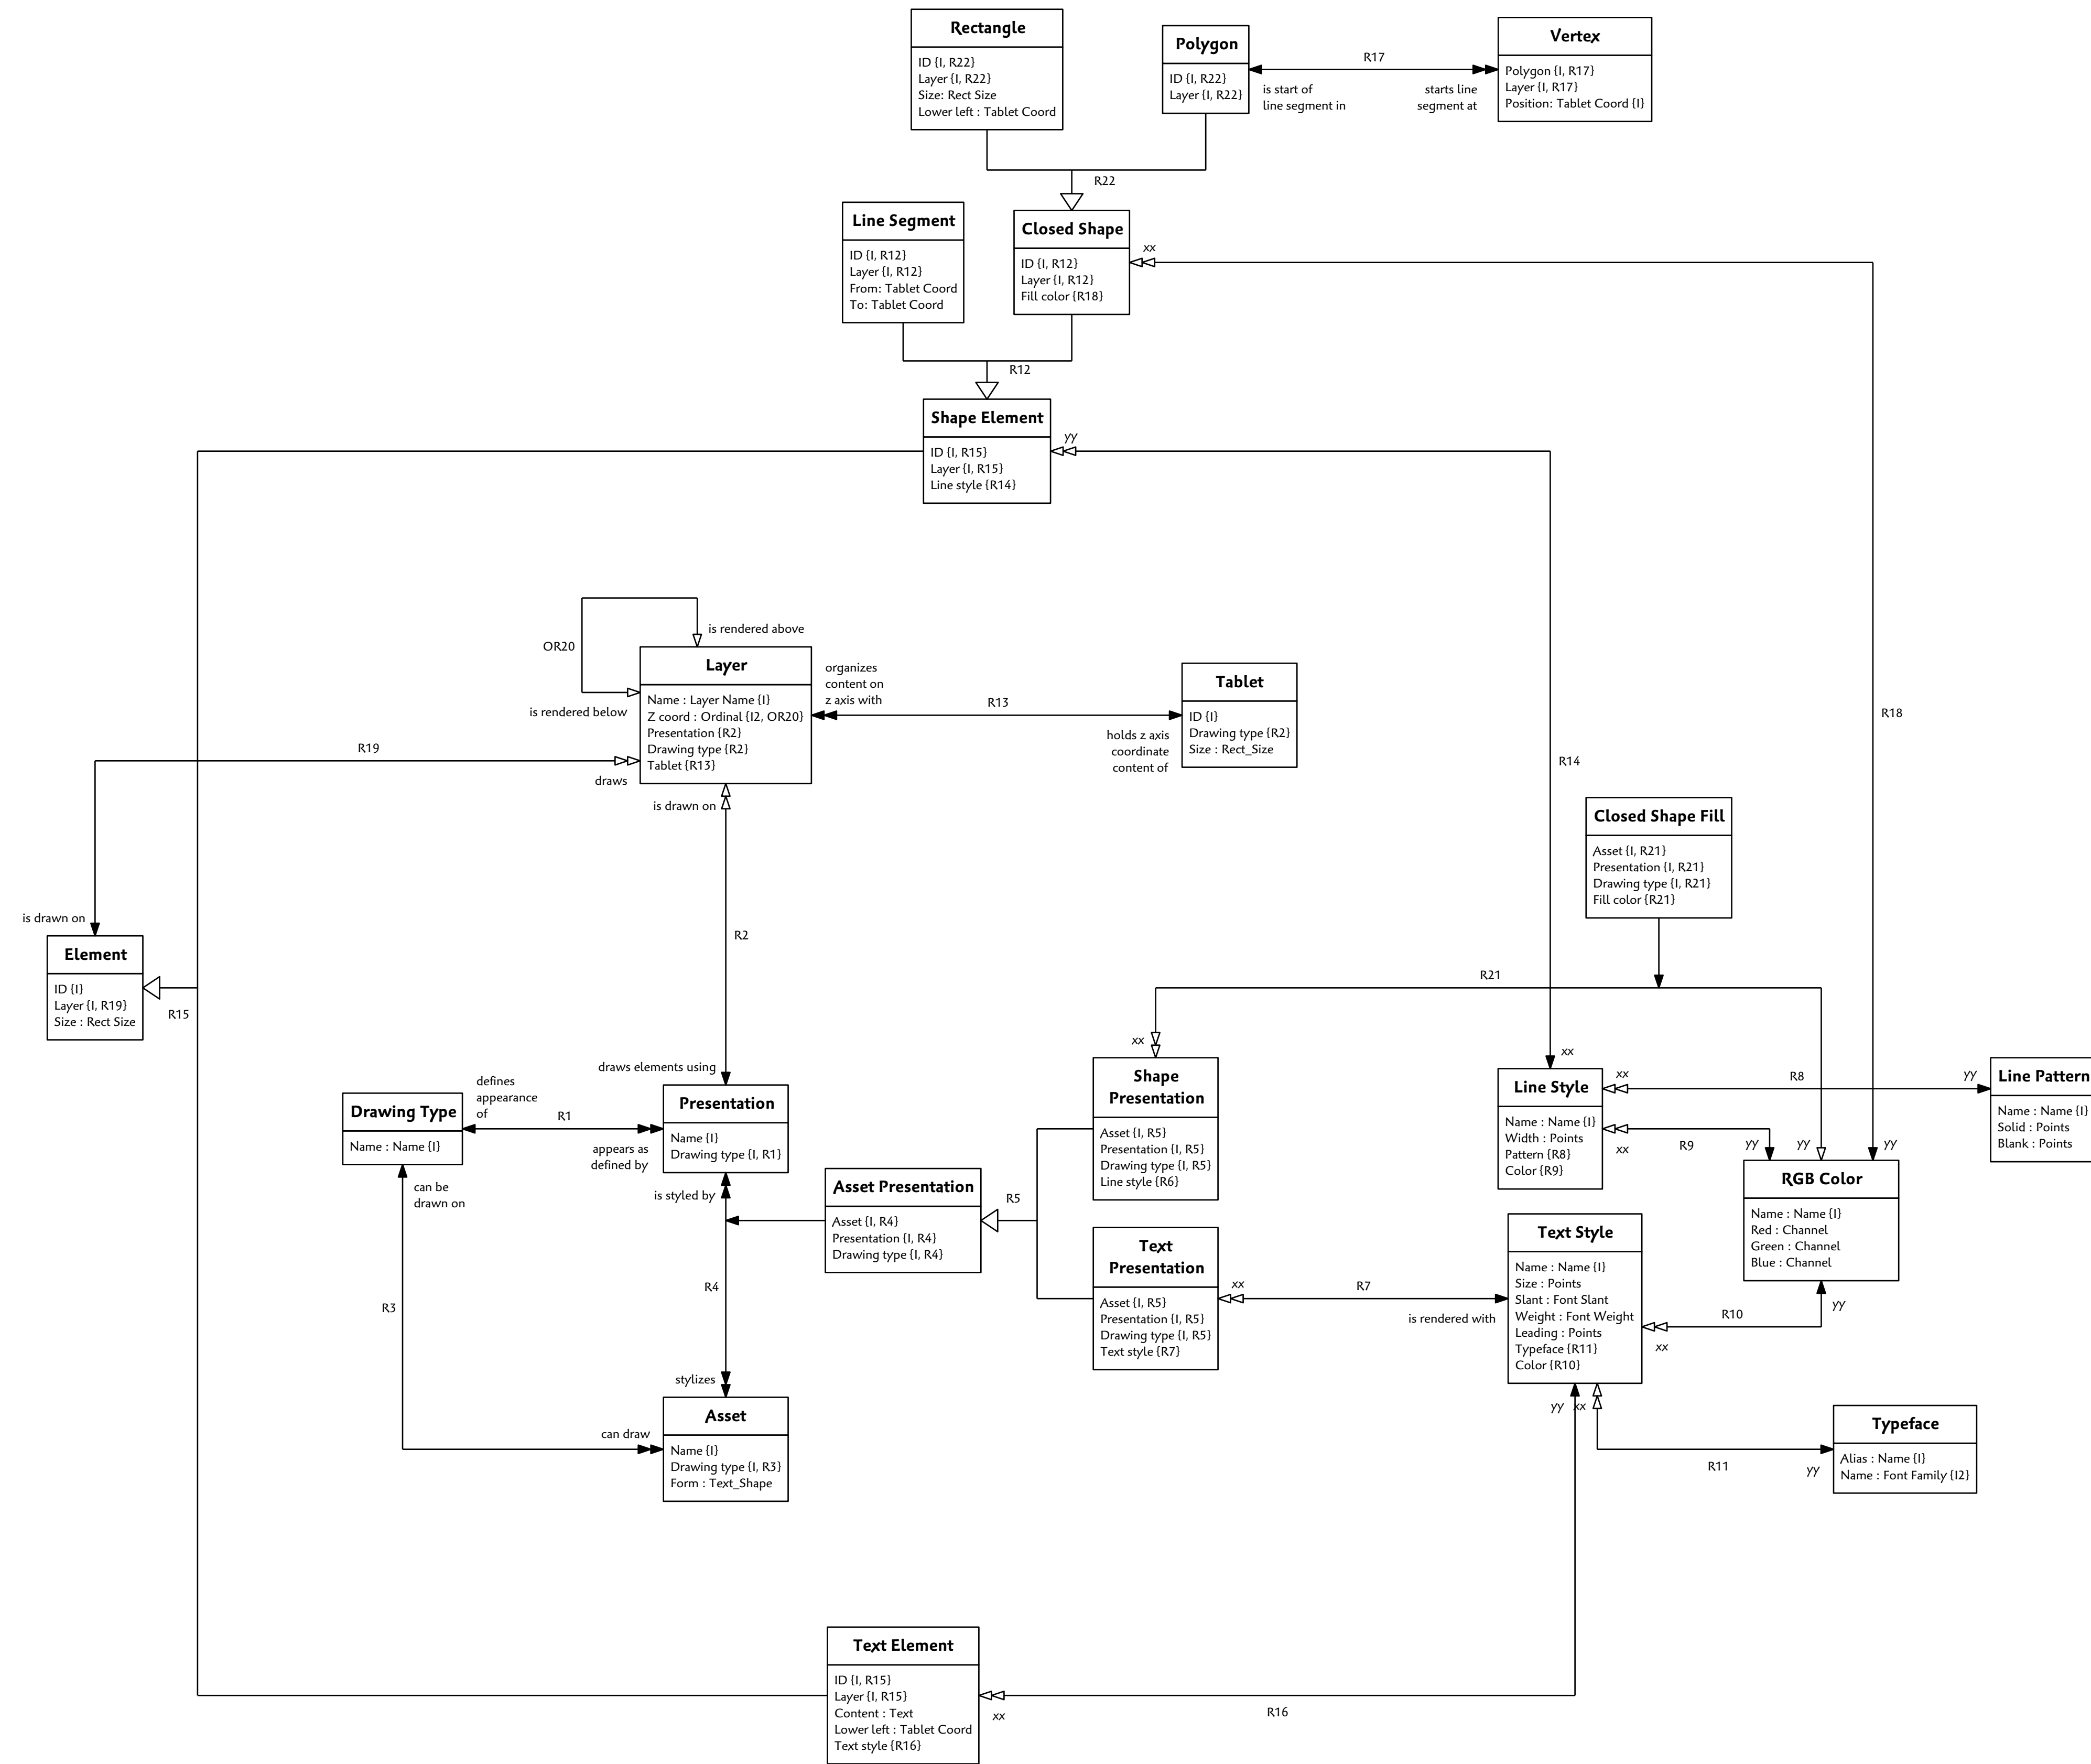 Rectangle
ID {I, R22}
Layer {I, R22}
Size: Rect Size
Lower left : Tablet Coord
Polygon
ID {I, R22}
Layer {I, R22}
R17
is start of
line segment in
starts line
segment at
Vertex
Polygon {I, R17}
Layer {I, R17}
Position: Tablet Coord {I}
R22
Line Segment
ID {I, R12}
Layer {I, R12}
From: Tablet Coord
To: Tablet Coord
Closed Shape
ID {I, R12}
Layer {I, R12}
Fill color {R18}
xx
R12
Shape Element
ID {I, R15}
Layer {I, R15}
Line style {R14}
yy
OR20
is rendered above
is rendered below
Layer
Name : Layer Name {I}
Z coord : Ordinal {I2, OR20}
Presentation {R2}
Drawing type {R2}
Tablet {R13}
organizes
content on
z axis with
R13
holds z axis
coordinate
content of
Tablet
ID {I}
Drawing type {R2}
Size : Rect_Size
R18
R19
draws
is drawn on
R14
Closed Shape Fill
Asset {I, R21}
Presentation {I, R21}
Drawing type {I, R21}
Fill color {R21}
is drawn on
Element
ID {I}
Layer {I, R19}
Size : Rect Size
R15
R2
R21
xx
draws elements using
Drawing Type
Name : Name {I}
defines
appearance
of
R1
appears as
defined by
Presentation
Name {I}
Drawing type {I, R1}
is styled by
can be
drawn on
Asset Presentation
Asset {I, R4}
Presentation {I, R4}
Drawing type {I, R4}
R5
Shape
Presentation
Asset {I, R5}
Presentation {I, R5}
Drawing type {I, R5}
Line style {R6}
Text
Presentation
Asset {I, R5}
Presentation {I, R5}
Drawing type {I, R5}
Text style {R7}
xx
R7
is rendered with
xx
Line Style
Name : Name {I}
Width : Points
Pattern {R8}
Color {R9}
xx
R8
yy
Line Pattern
Name : Name {I}
Solid : Points
Blank : Points
xx
R9
yy
yy
yy
RGB Color
Name : Name {I}
Red : Channel
Green : Channel
Blue : Channel
yy
R10
xx
Text Style
Name : Name {I}
Size : Points
Slant : Font Slant
Weight : Font Weight
Leading : Points
Typeface {R11}
Color {R10}
yy
xx
R11
yy
Typeface
Alias : Name {I}
Name : Font Family {I2}
R3
R4
stylizes
can draw
Asset
Name {I}
Drawing type {I, R3}
Form : Text_Shape
Text Element
ID {I, R15}
Layer {I, R15}
Content : Text
Lower left : Tablet Coord
Text style {R16}
xx
R16